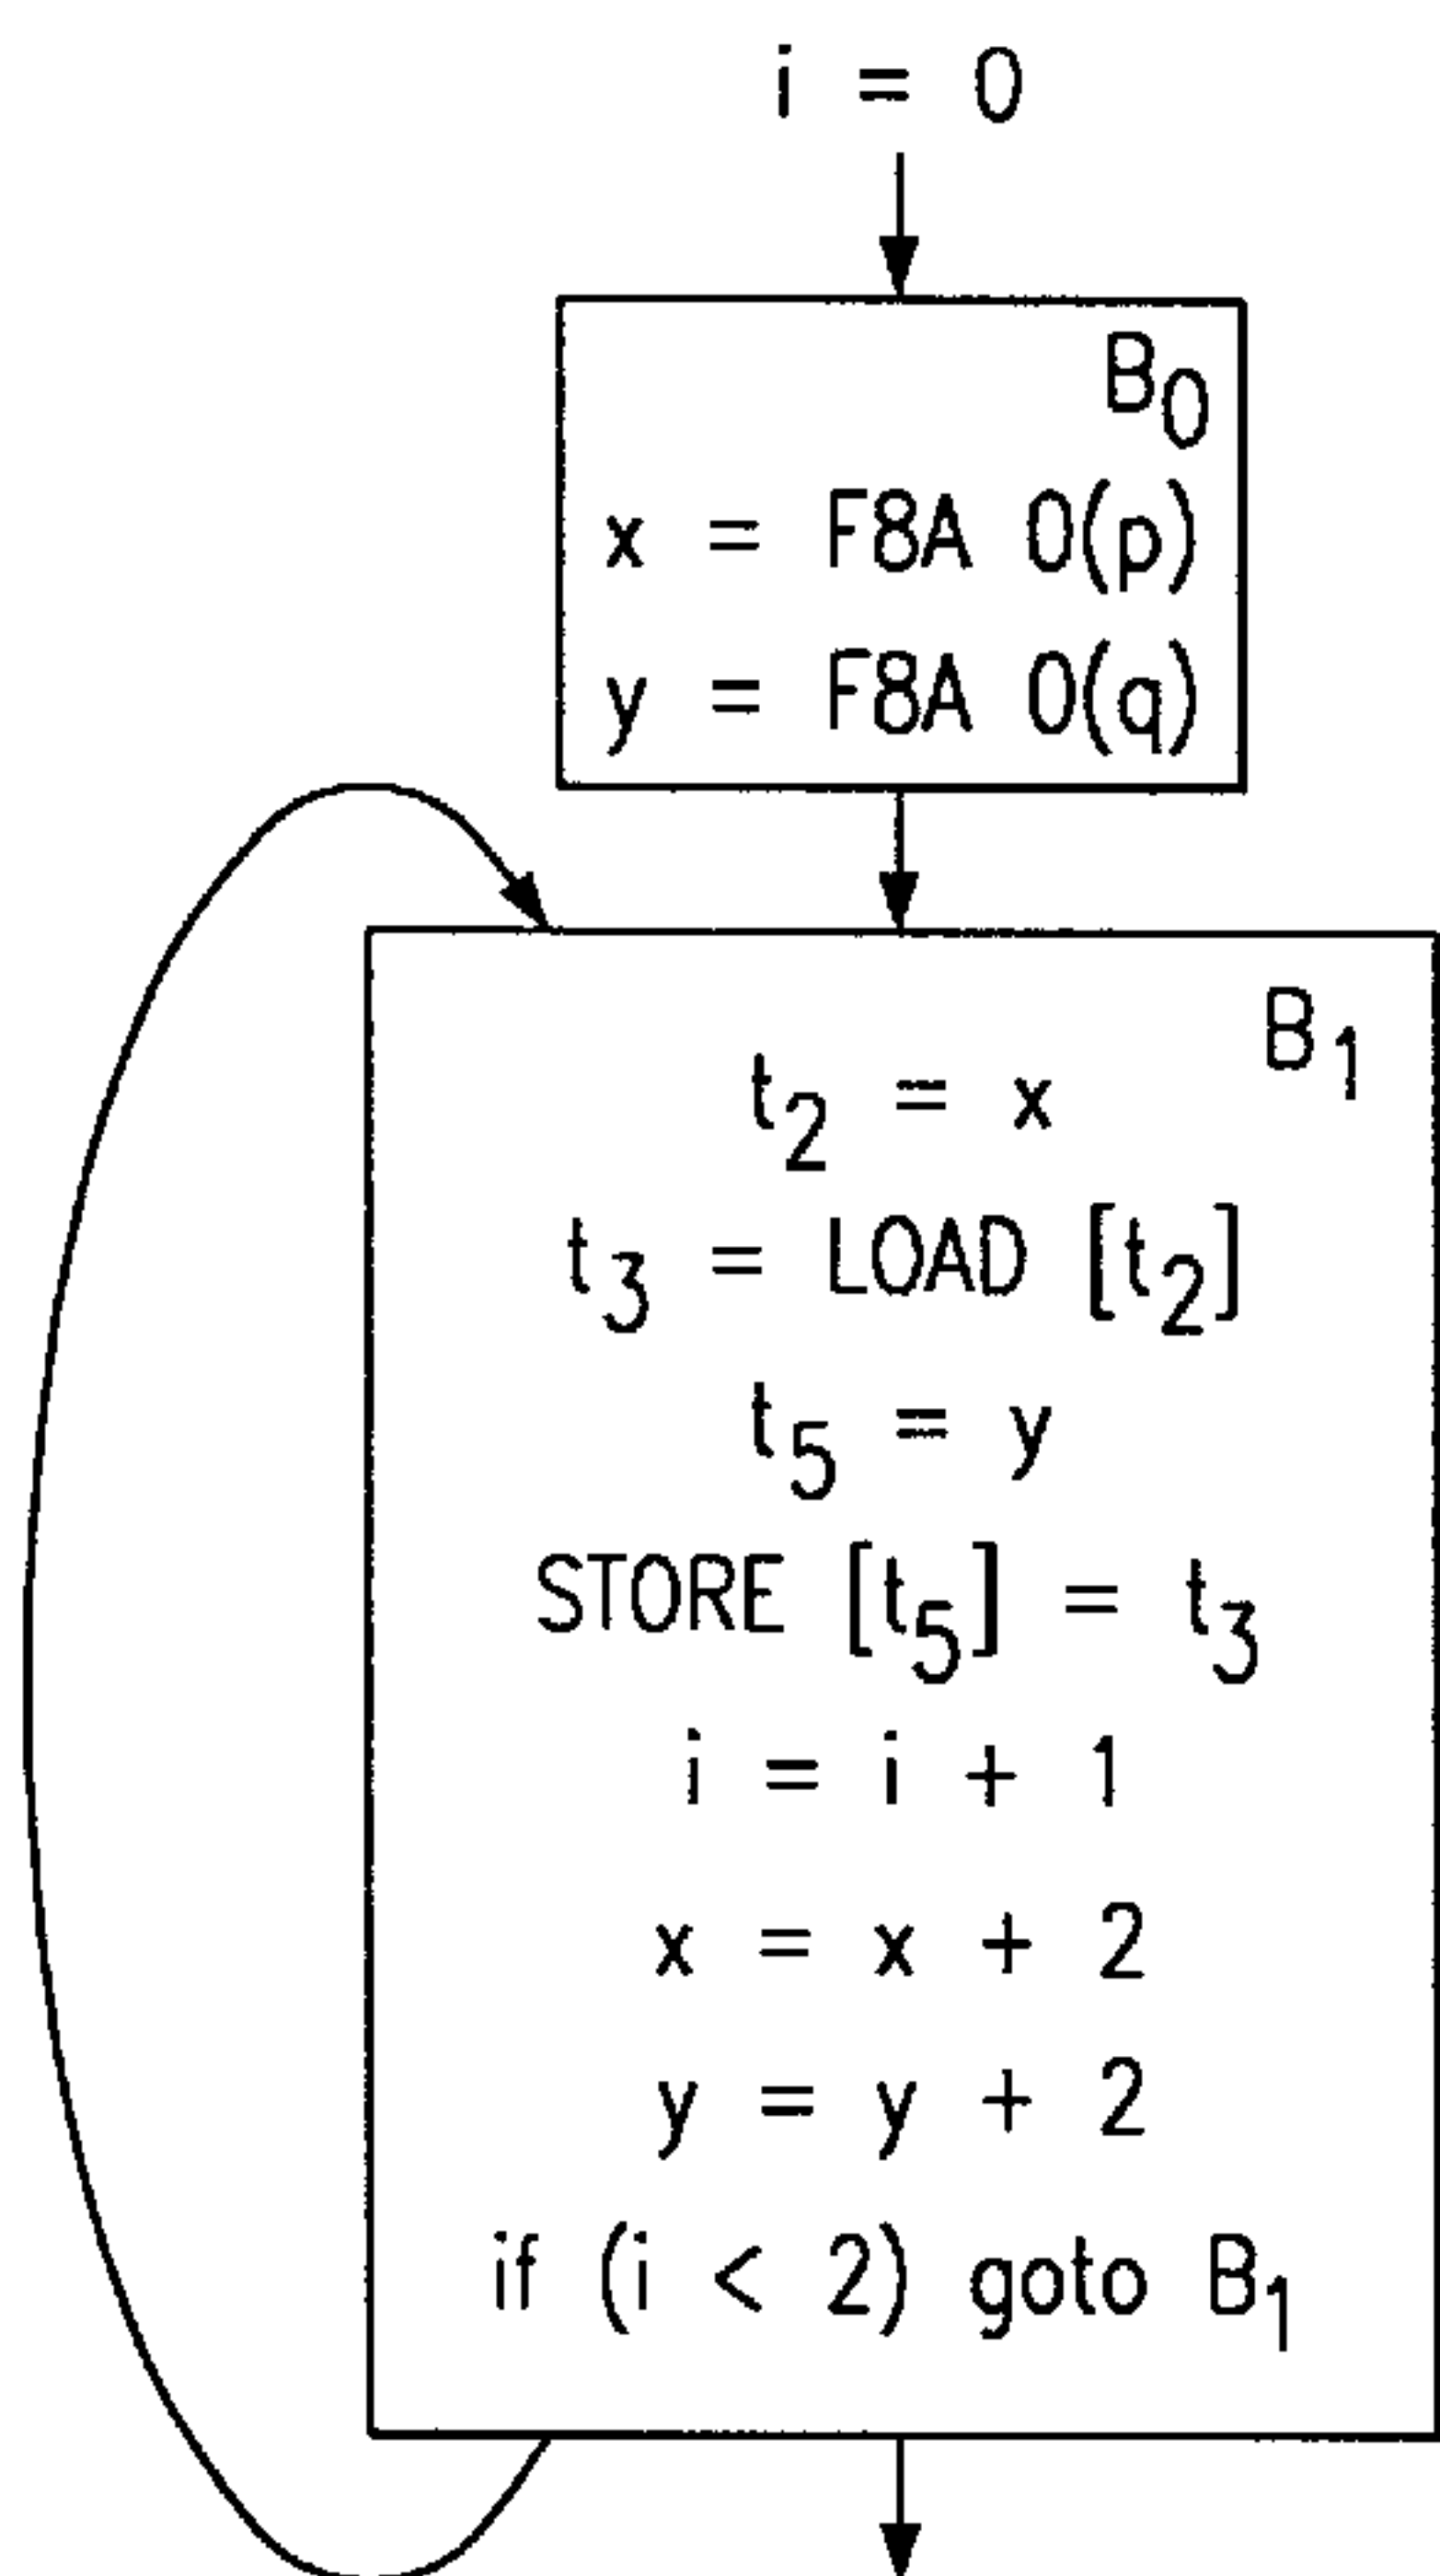 i = 0
B₀
x = F8A 0(p)
y = F8A 0(q)
B₁
t₂ = x
t₃ = LOAD [t₂]
t₅ = y
STORE [t₅] = t₃
i = i + 1
x = x + 2
y = y + 2
if (i < 2) goto B₁